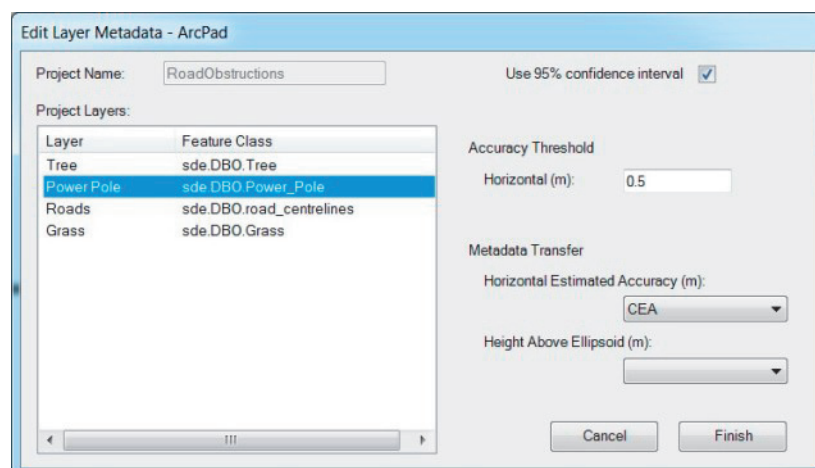 Edit Layer Metadata - ArcPad
Project Name: RoadObstructions
Use 95% confidence interval
Project Layers:
Layer Feature Class
Tree sde.DBO.Tree
Power Pole sde.DBO.Power_Pole
Roads sde.DBO.road_centrelines
Grass sde.DBO.Grass
Accuracy Threshold
Horizontal (m): 0.5
Metadata Transfer
Horizontal Estimated Accuracy (m):
CEA
Height Above Ellipsoid (m):
Cancel Finish